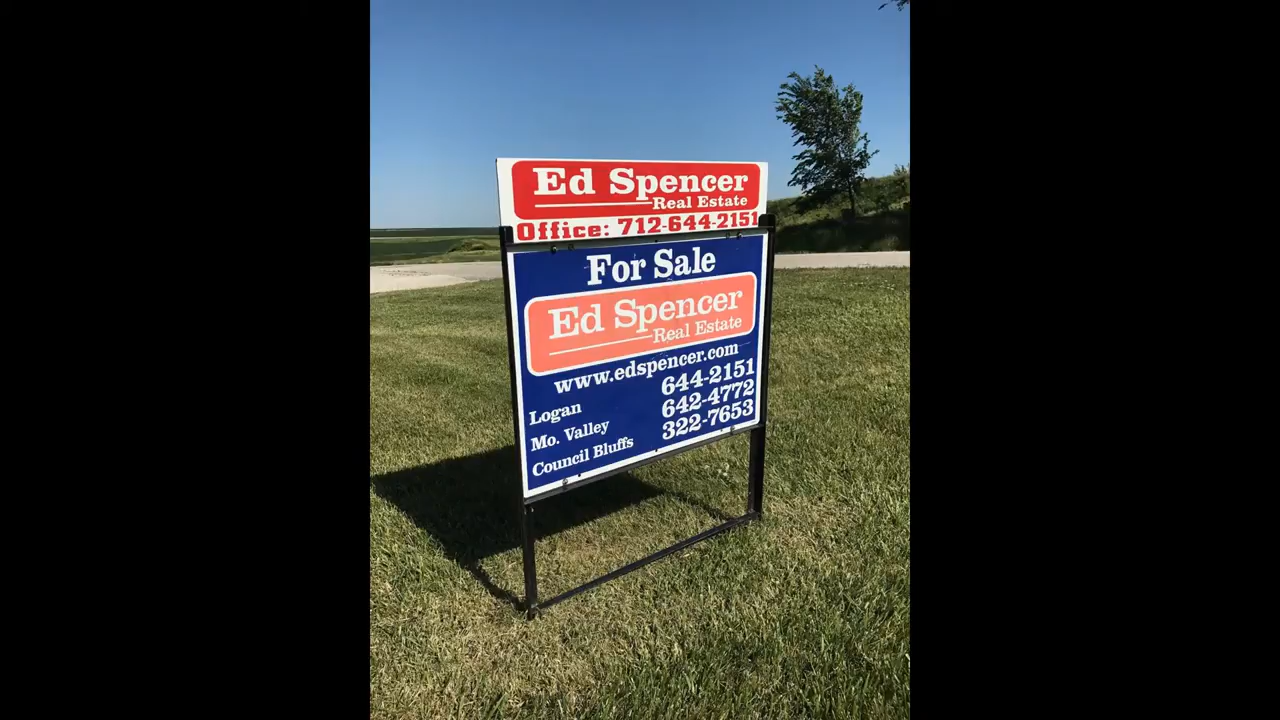 Ed Spencer
Real Estate
Office: 712-644-2151
For Sale
Ed Spencer
Real Estate
www.edspencer.com
Logan 644-2151
Mo. Valley 642-4772
Council Bluffs 322-7653